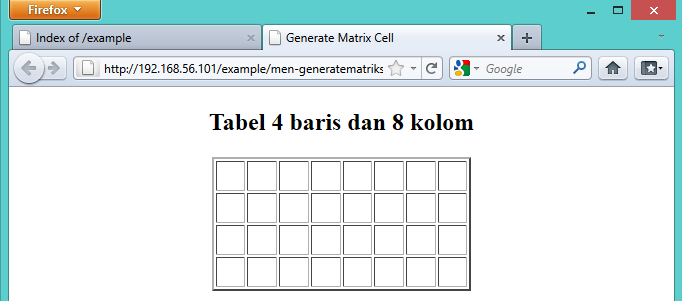 Firefox
Index of /example
Generate Matrix Cell
http://192.168.56.101/example/men-generatematriks
Google
Tabel 4 baris dan 8 kolom